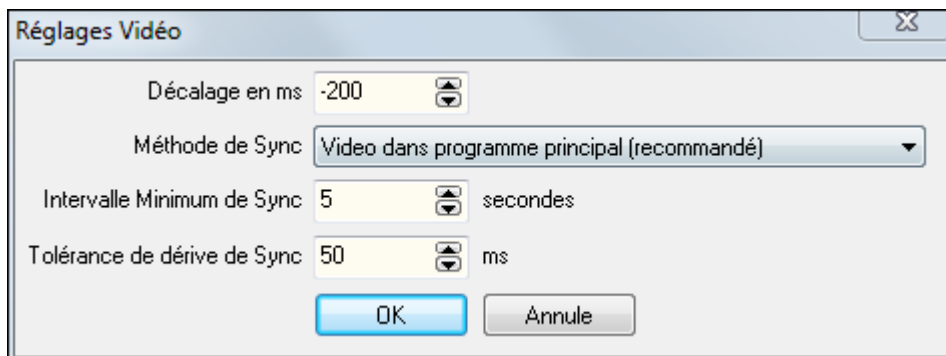 Réglages Vidéo
Décalage en ms -200
Méthode de Sync Video dans programme principal (recommandé)
Intervalle Minimum de Sync 5 secondes
Tolérance de dérive de Sync 50 ms
OK Annule